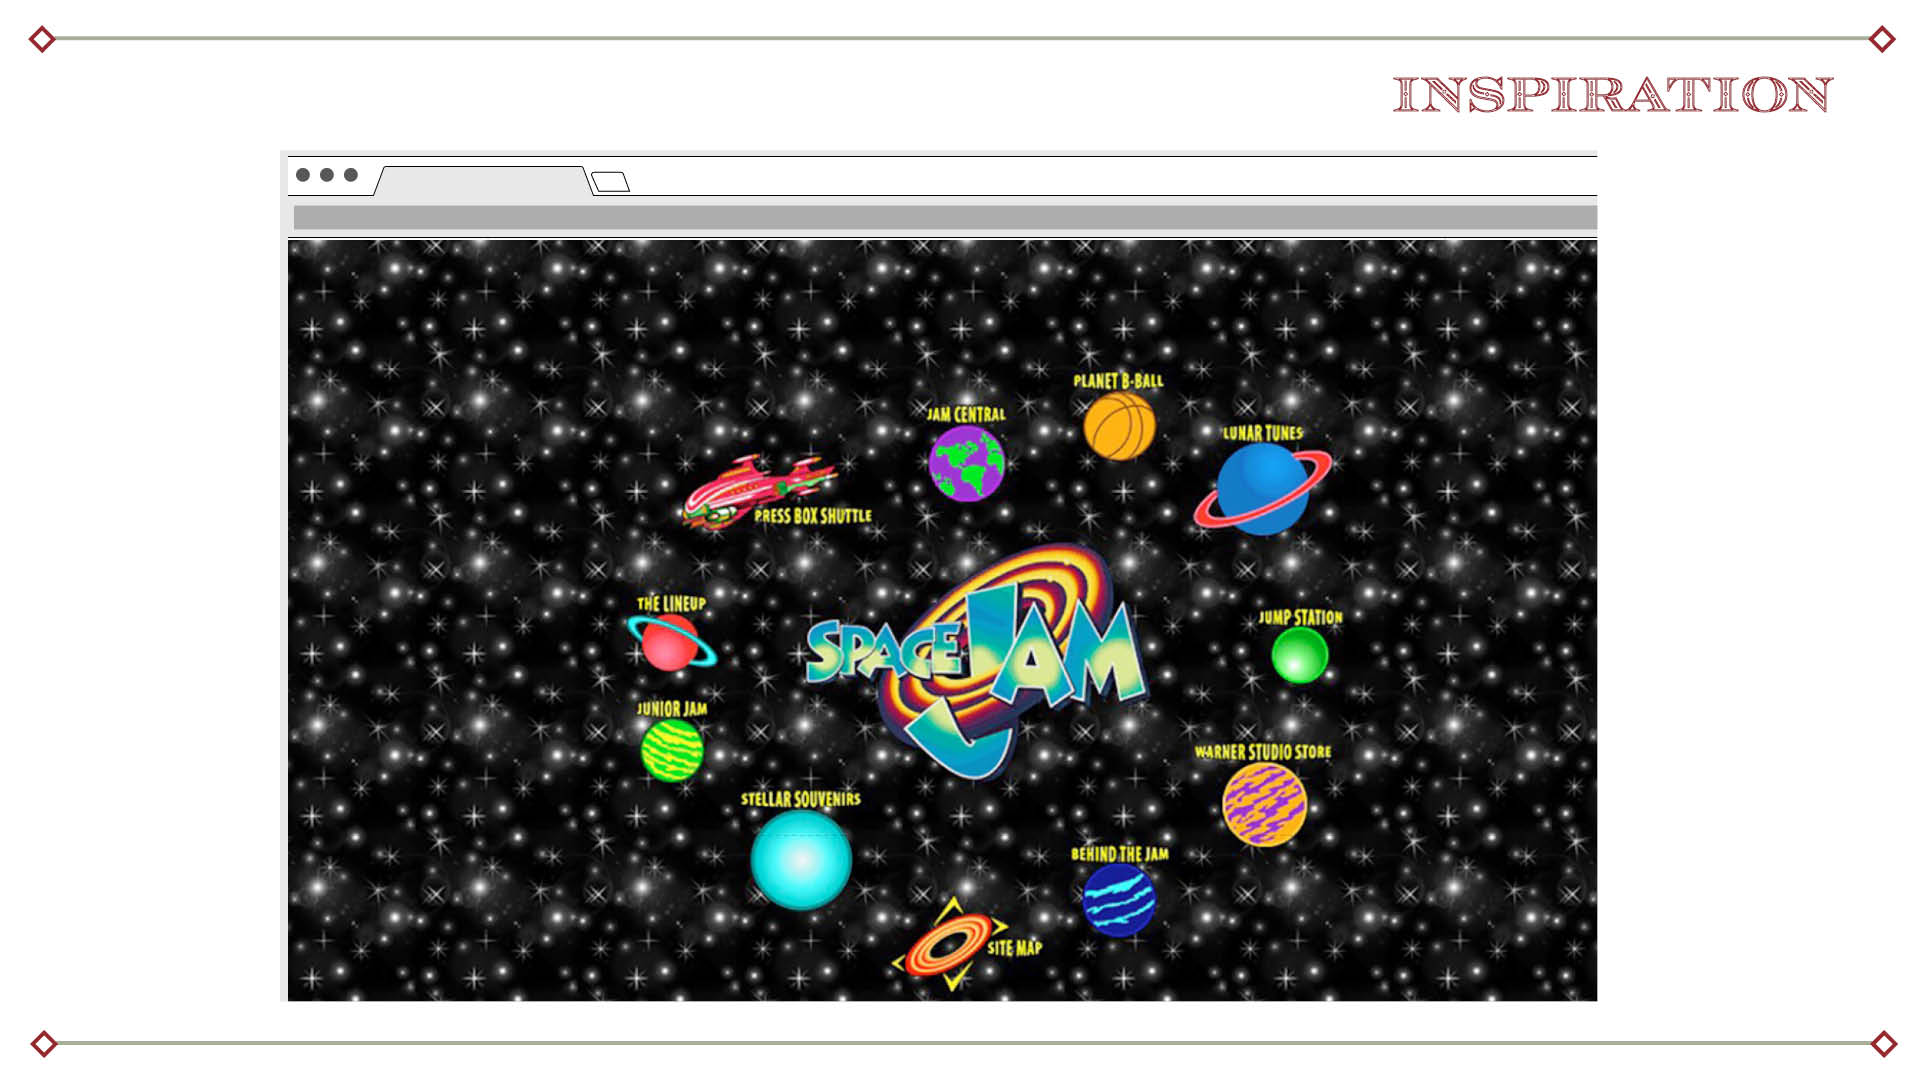 INSPIRATION
PLANET B-BALL
JAM CENTRAL
LUNAR TUNES
PRESS BOX SHUTTLE
THE LINEUP
SPACE JAM
JUMP STATION
JUNIOR JAM
WARNER STUDIO STORE
STELLAR SOUVENIRS
BEHIND THE JAM
SITE MAP